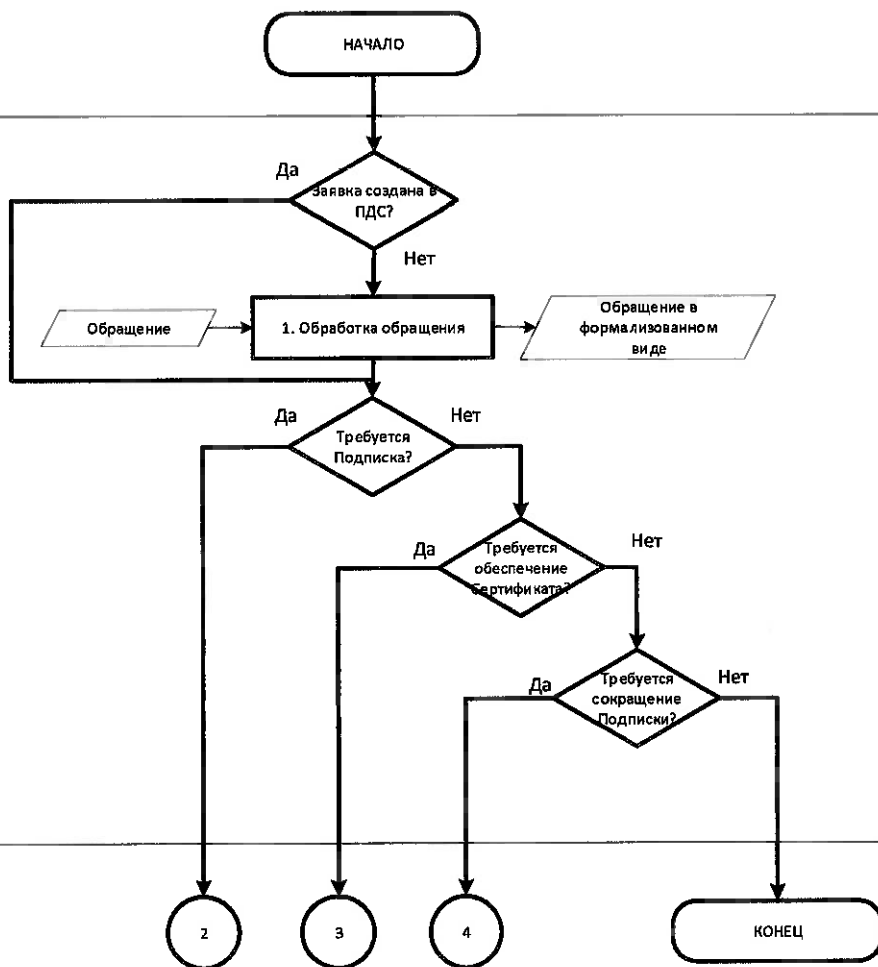 НАЧАЛО
Да
Заявка создана в
ПДС?
Нет
Обращение
1. Обработка обращения
Обращение в
формализованном
виде
Да
Нет
Требуется
Подписка?
Да
Требуется
обеспечение
Сертификата?
Нет
Да
Требуется
сокращение
Подписки?
Нет
2
3
4
КОНЕЦ